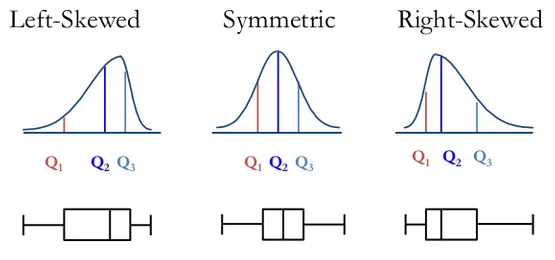 Left-Skewed
Symmetric
Right-Skewed
Q₁ Q₂ Q₃
Q₁ Q₂ Q₃
Q₁ Q₂ Q₃